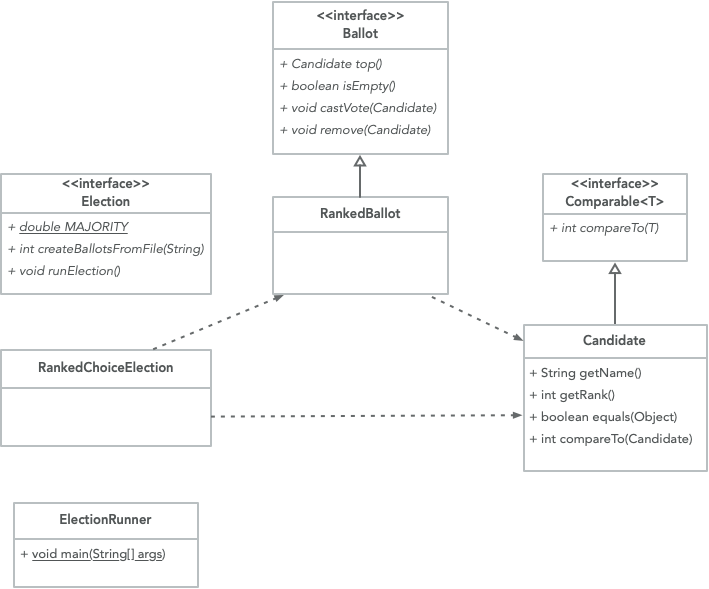 <<interface>>
Ballot
+ Candidate top()
+ boolean isEmpty()
+ void castVote(Candidate)
+ void remove(Candidate)
<<interface>>
Election
+ double MAJORITY
+ int createBallotsFromFile(String)
+ void runElection()
RankedBallot
<<interface>>
Comparable<T>
+ int compareTo(T)
RankedChoiceElection
Candidate
+ String getName()
+ int getRank()
+ boolean equals(Object)
+ int compareTo(Candidate)
ElectionRunner
+ void main(String[] args)